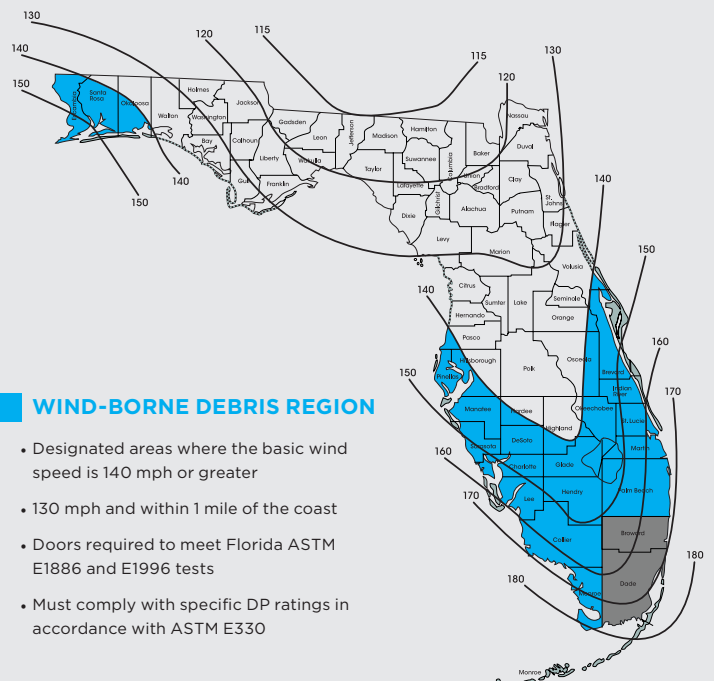 130
115
140
120
130
115
150
120
Holmes
Santa
Rosa
Jackson
Nassau
Escambia
Okaloosa
Walton
Washington
Gadsden
Jefferson
Madison
Hamilton
Leon
Duval
Bay
Calhoun
Baker
Columbia
Liberty
Wakulla
Suwannee
Taylor
140
Union
Clay
140
Gulf
Franklin
Lafayette
Bradford
St.
Johns
150
Gilchrist
Alachua
Putnam
Dixie
Flagler
Levy
Marion
150
Volusia
Citrus
140
Sumter
Lake
Seminole
Hernando
Orange
160
Pasco
Hillsborough
Osceola
150
Polk
Brevard
Pinellas
170
Indian
River
WIND-BORNE DEBRIS REGION
Manatee
Hardee
Okeechobee
Highland
St. Lucie
• Designated areas where the basic wind
speed is 140 mph or greater
Sarasota
DeSoto
Martin
160
Charlotte
Glade
• 130 mph and within 1 mile of the coast
170
Lee
Hendry
Palm Beach
• Doors required to meet Florida ASTM
E1886 and E1996 tests
Collier
Broward
180
180
Dade
Monroe
• Must comply with specific DP ratings in
accordance with ASTM E330
Monroe